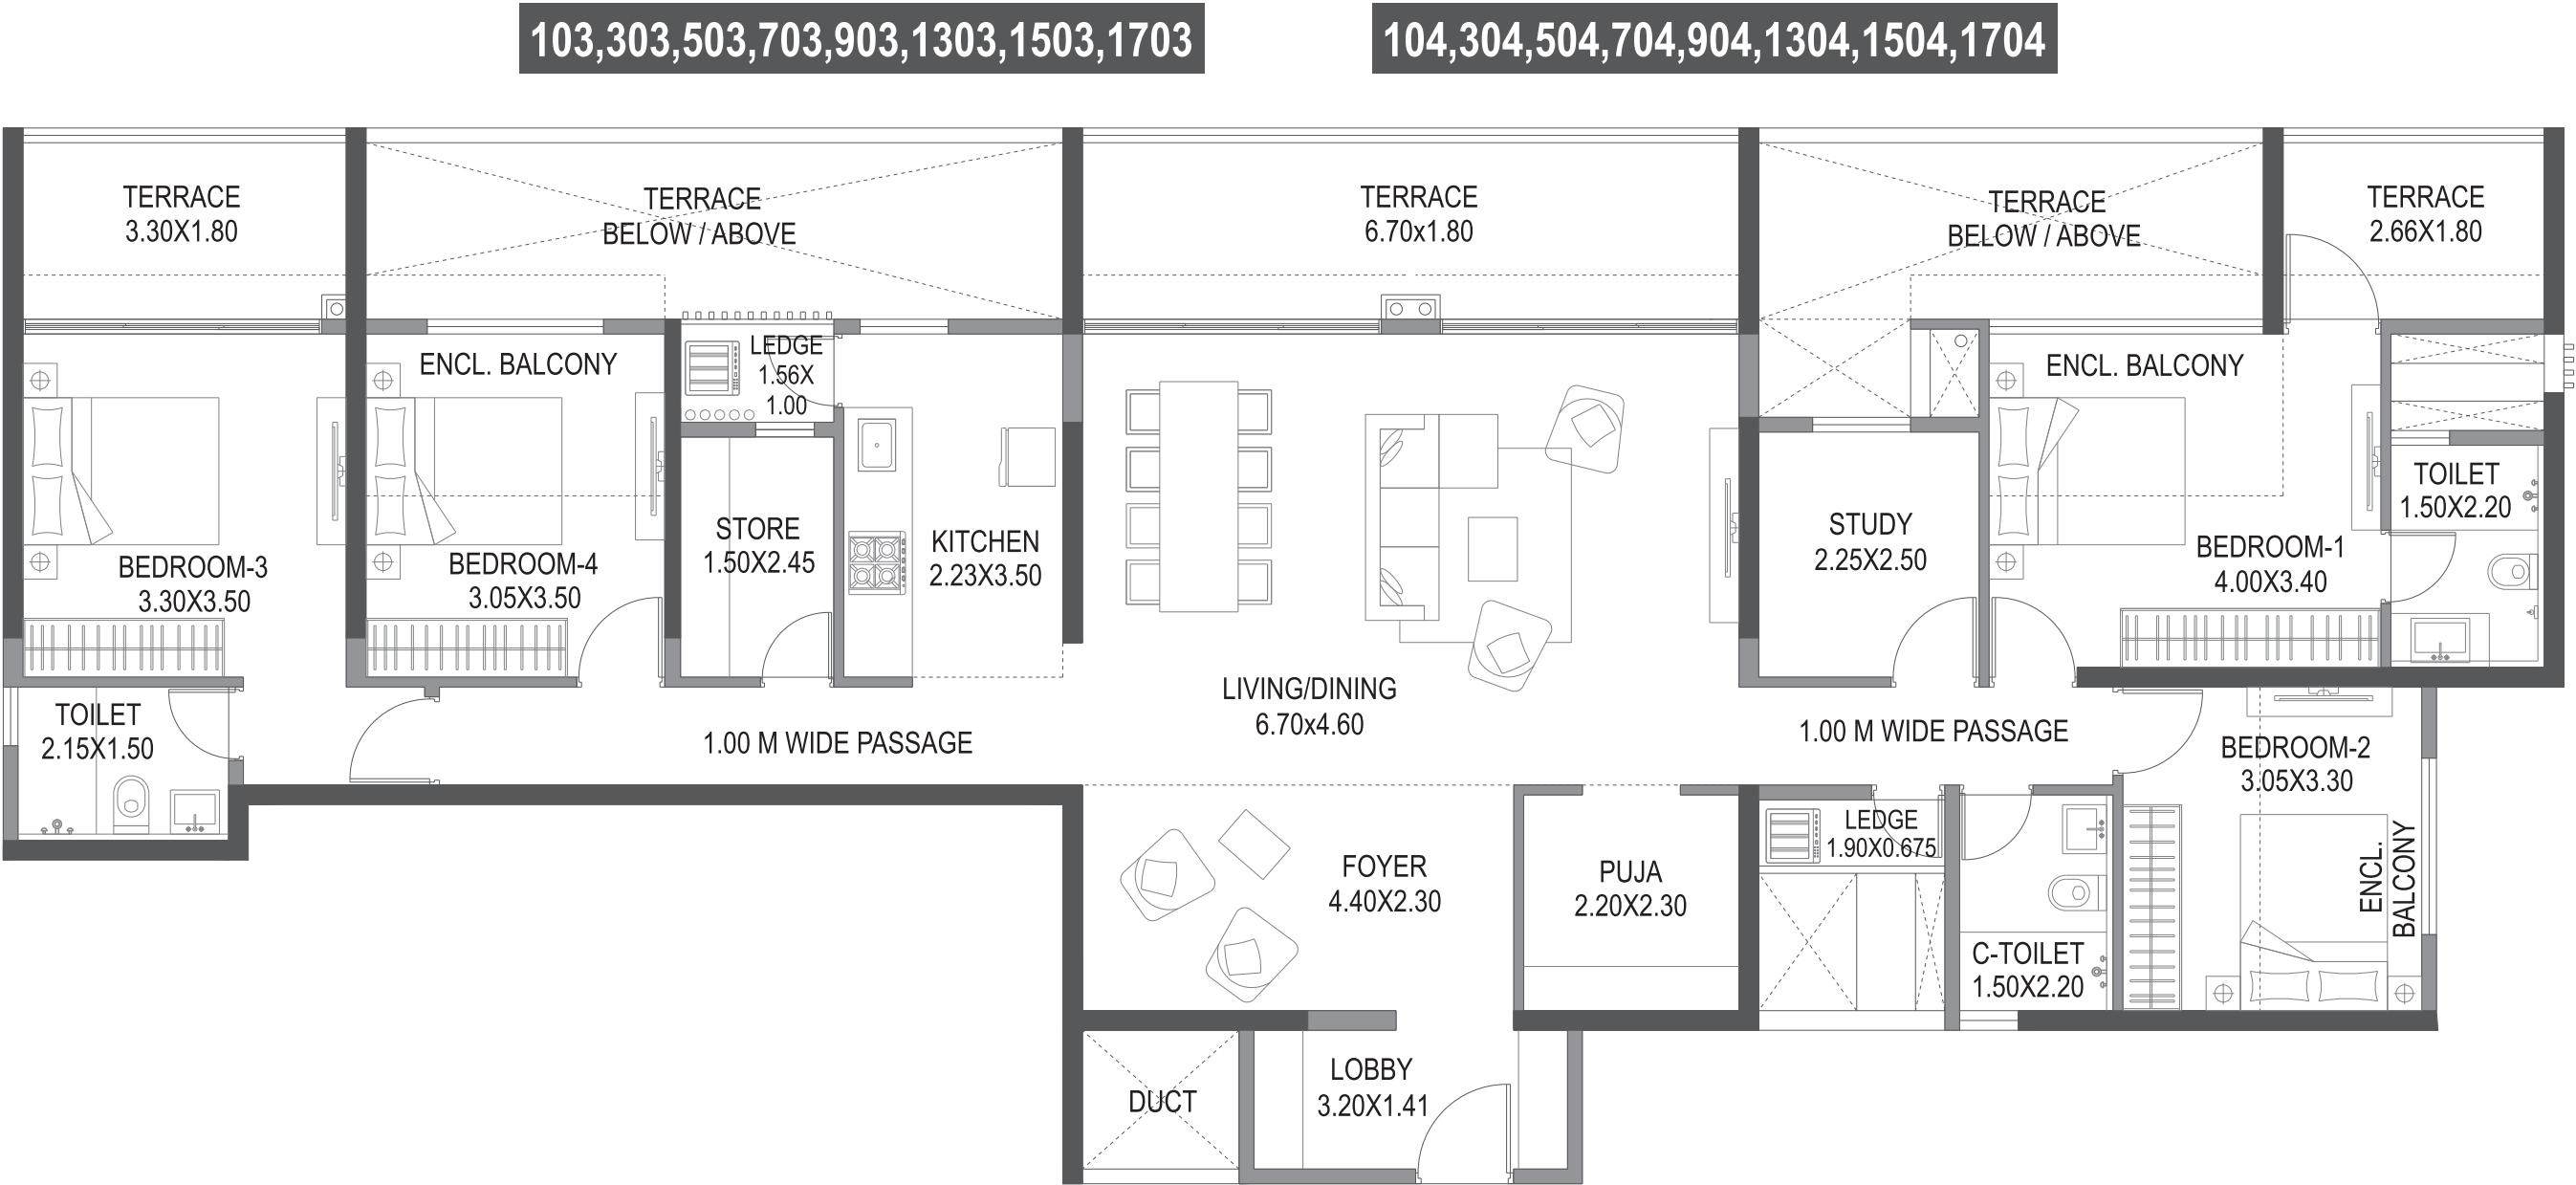 103,303,503,703,903,1303,1503,1703
104,304,504,704,904,1304,1504,1704
TERRACE
3.30X1.80
TERRACE
BELOW / ABOVE
TERRACE
6.70x1.80
TERRACE
BELOW / ABOVE
TERRACE
2.66X1.80
ENCL. BALCONY
LEDGE
1.56X
1.00
ENCL. BALCONY
BEDROOM-3
3.30X3.50
BEDROOM-4
3.05X3.50
STORE
1.50X2.45
KITCHEN
2.23X3.50
STUDY
2.25X2.50
BEDROOM-1
4.00X3.40
TOILET
1.50X2.20
TOILET
2.15X1.50
1.00 M WIDE PASSAGE
LIVING/DINING
6.70x4.60
1.00 M WIDE PASSAGE
BEDROOM-2
3.05X3.30
ENCL.
BALCONY
FOYER
4.40X2.30
PUJA
2.20X2.30
LEDGE
1.90X0.675
C-TOILET
1.50X2.20
DUCT
LOBBY
3.20X1.41